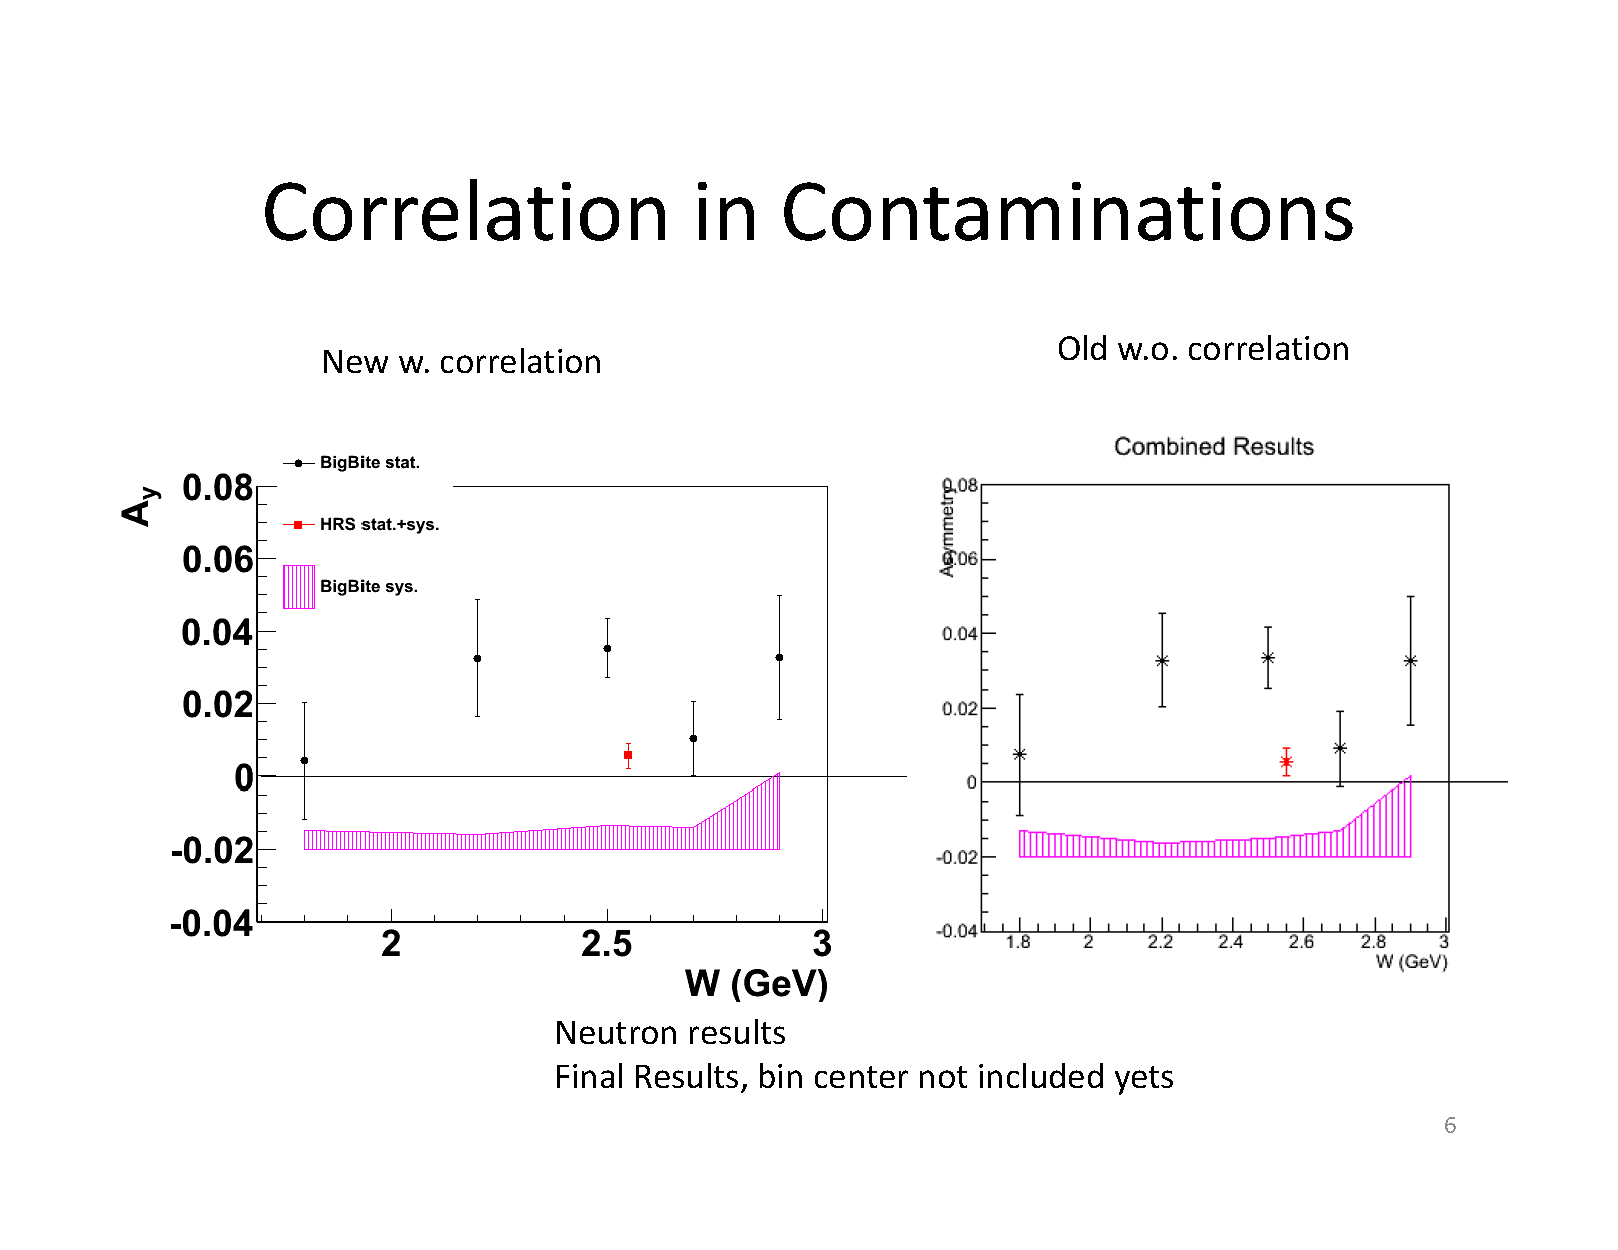 Correlation in Contaminations
New w. correlation
Old w.o. correlation
BigBite stat.
HRS stat.+sys.
BigBite sys.
Ay
0.08
0.06
0.04
0.02
0
-0.02
-0.04
2
2.5
3
W (GeV)
Combined Results
Asymmetry
0.08
0.06
0.04
0.02
0
-0.02
-0.04
1.8
2
2.2
2.4
2.6
2.8
3
W (GeV)
Neutron results
Final Results, bin center not included yets
6